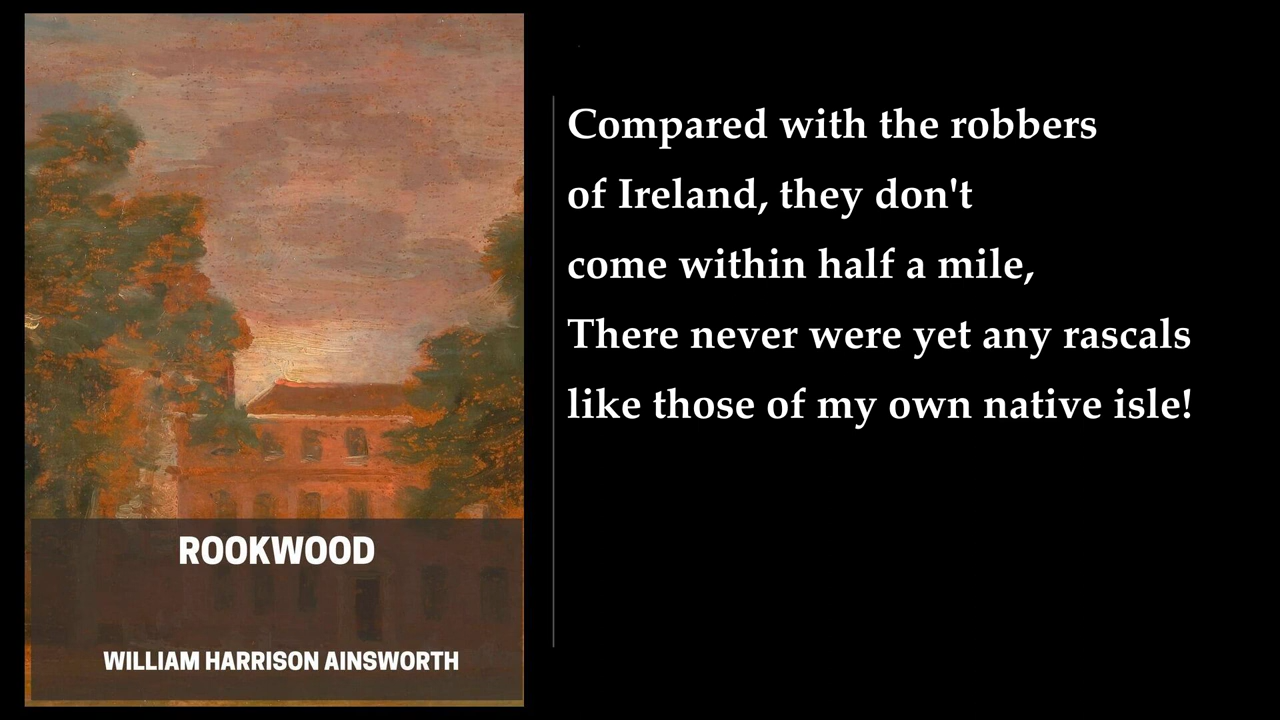 ROOKWOOD
WILLIAM HARRISON AINSWORTH
Compared with the robbers
of Ireland, they don't
come within half a mile,
There never were yet any rascals
like those of my own native isle!